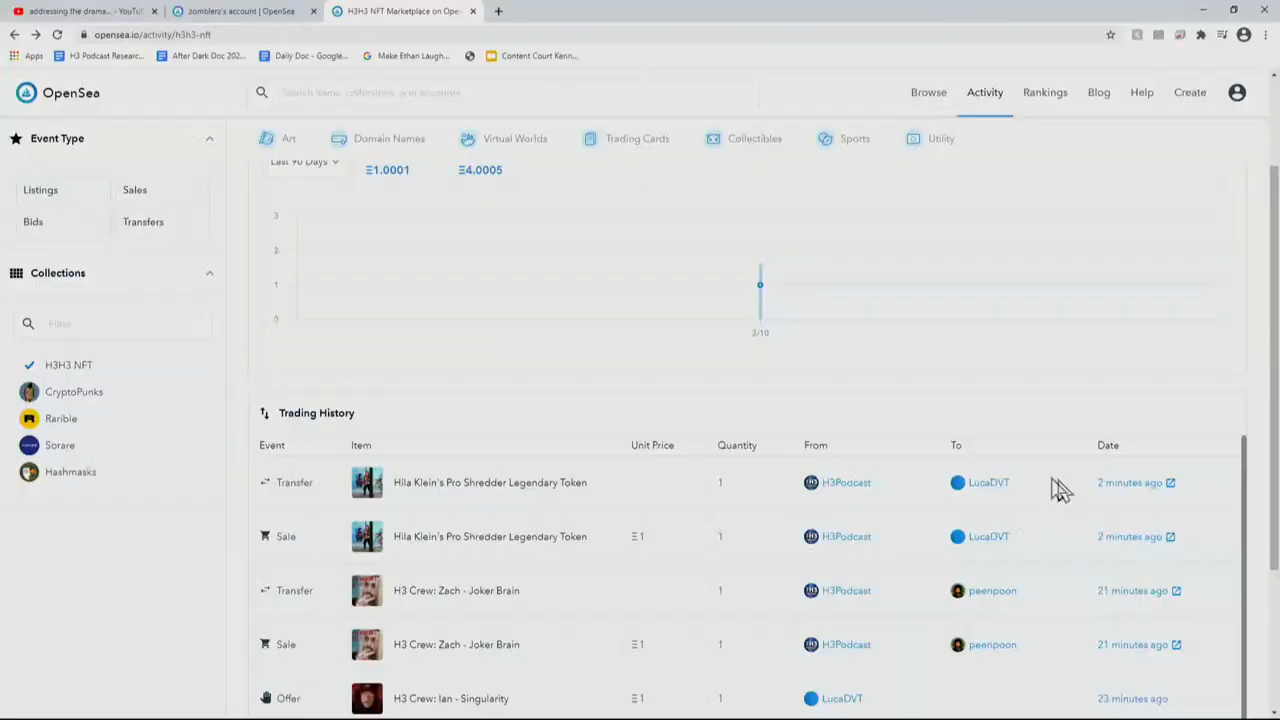 addressing the drama... - YouTu
zomblerz's account | OpenSea
H3H3 NFT Marketplace on Open
opensea.io/activity/h3h3-nft
Apps
H3 Podcast Researc...
After Dark Doc 202...
Daily Doc - Google...
Make Ethan Laugh...
Content Court Kenn...
OpenSea
Search items, collections, and accounts
Browse
Activity
Rankings
Blog
Help
Create
Event Type
Art
Domain Names
Virtual Worlds
Trading Cards
Collectibles
Sports
Utility
Last 90 Days
Ξ1.0001
Ξ4.0005
Listings
Sales
Bids
Transfers
3
2
1
0
3/10
Collections
Filter
H3H3 NFT
CryptoPunks
Rarible
Sorare
Hashmasks
Trading History
Event Item Unit Price Quantity From To Date
Transfer Hila Klein's Pro Shredder Legendary Token 1 H3Podcast LucaDVT 2 minutes ago
Sale Hila Klein's Pro Shredder Legendary Token Ξ1 1 H3Podcast LucaDVT 2 minutes ago
Transfer H3 Crew: Zach - Joker Brain 1 H3Podcast peenpoon 21 minutes ago
Sale H3 Crew: Zach - Joker Brain Ξ1 1 H3Podcast peenpoon 21 minutes ago
Offer H3 Crew: Ian - Singularity Ξ1 1 LucaDVT 23 minutes ago